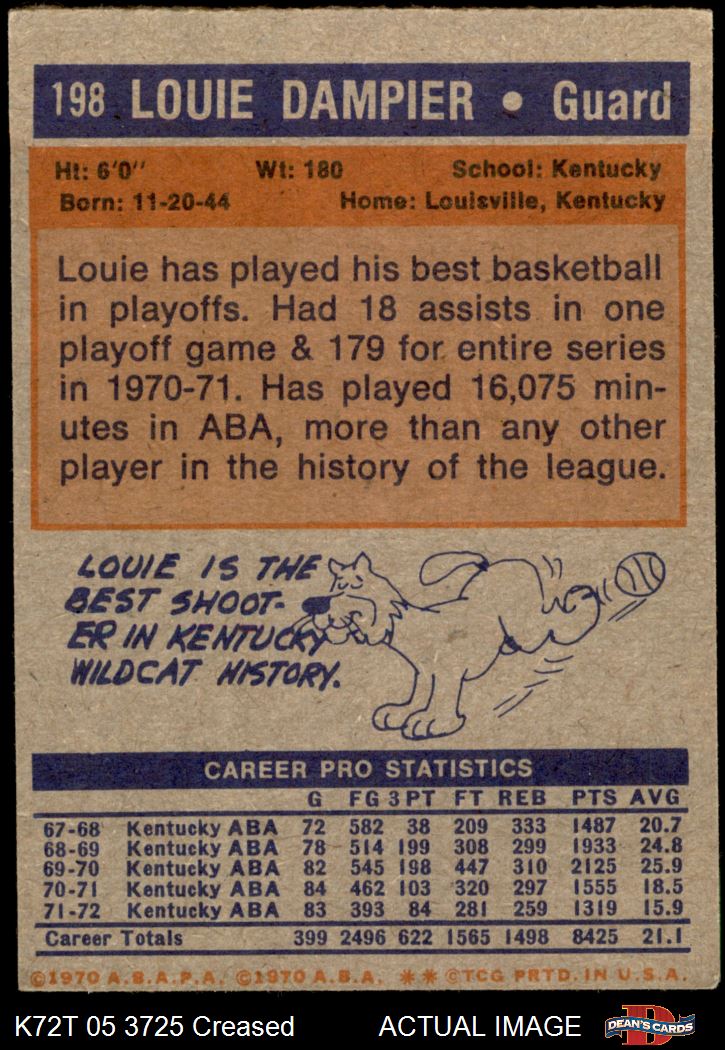 198 LOUIE DAMPIER • Guard
Ht: 6'0" Wt: 180 School: Kentucky
Born: 11-20-44 Home: Louisville, Kentucky
Louie has played his best basketball
in playoffs. Had 18 assists in one
playoff game & 179 for entire series
in 1970-71. Has played 16,075 min-
utes in ABA, more than any other
player in the history of the league.
LOUIE IS THE
BEST SHOOT-
ER IN KENTUCKY
WILDCAT HISTORY.
CAREER PRO STATISTICS
G FG 3 PT FT REB PTS AVG
67-68 Kentucky ABA 72 582 38 209 333 1487 20.7
68-69 Kentucky ABA 78 514 199 308 299 1933 24.8
69-70 Kentucky ABA 82 545 198 447 310 2125 25.9
70-71 Kentucky ABA 84 462 103 320 297 1555 18.5
71-72 Kentucky ABA 83 393 84 281 259 1319 15.9
Career Totals 399 2496 622 1565 1498 8425 21.1
©1970 A.B.A.P.A. ©1970 A.B.A. ** ©TCG PRTD. IN U.S.A.
K72T 05 3725 Creased ACTUAL IMAGE
D
DEAN'S CARDS